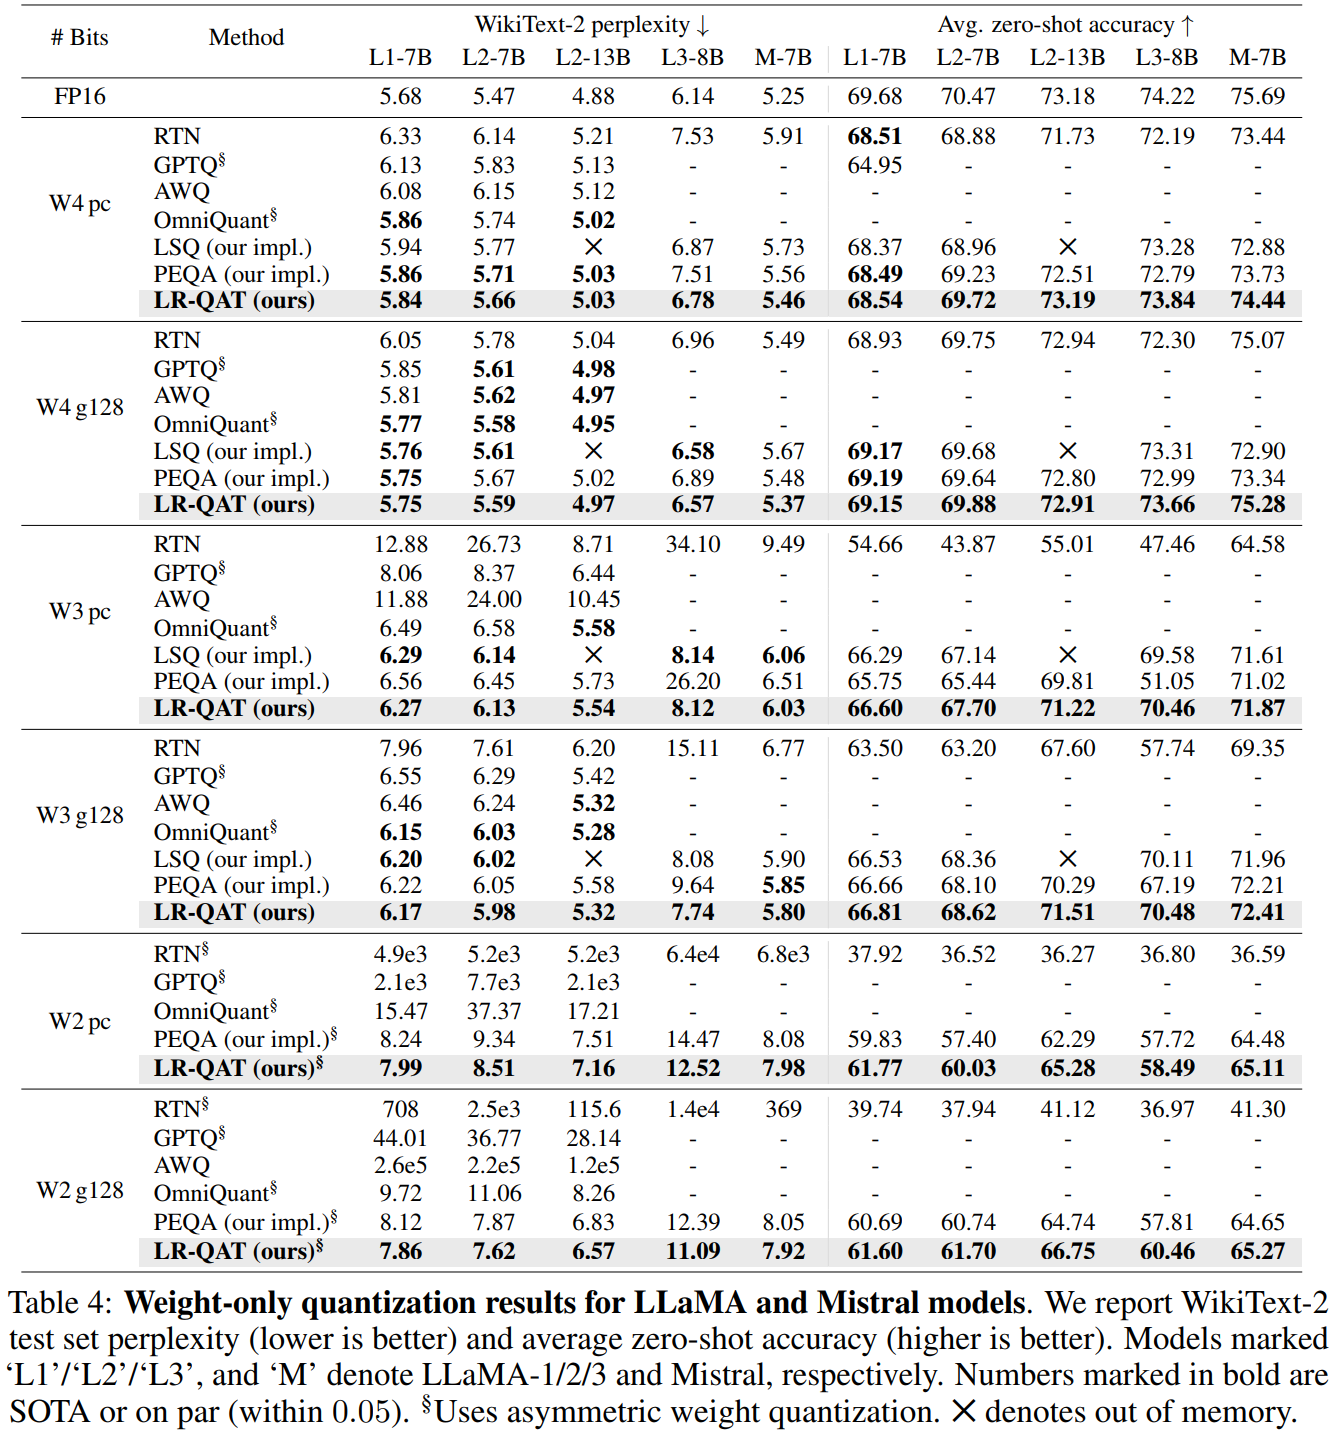 # Bits Method WikiText-2 perplexity ↓ Avg. zero-shot accuracy ↑
L1-7B L2-7B L2-13B L3-8B M-7B L1-7B L2-7B L2-13B L3-8B M-7B
FP16 5.68 5.47 4.88 6.14 5.25 69.68 70.47 73.18 74.22 75.69
RTN 6.33 6.14 5.21 7.53 5.91 68.51 68.88 71.73 72.19 73.44
GPTQ§ 6.13 5.83 5.13 - - 64.95 - - - -
W4 pc AWQ 6.08 6.15 5.12 - - - - - - -
OmniQuant§ 5.86 5.74 5.02 - - - - - - -
LSQ (our impl.) 5.94 5.77 ✕ 6.87 5.73 68.37 68.96 ✕ 73.28 72.88
PEQA (our impl.) 5.86 5.71 5.03 7.51 5.56 68.49 69.23 72.51 72.79 73.73
LR-QAT (ours) 5.84 5.66 5.03 6.78 5.46 68.54 69.72 73.19 73.84 74.44
RTN 6.05 5.78 5.04 6.96 5.49 68.93 69.75 72.94 72.30 75.07
GPTQ§ 5.85 5.61 4.98 - - - - - - -
W4 g128 AWQ 5.81 5.62 4.97 - - - - - - -
OmniQuant§ 5.77 5.58 4.95 - - - - - - -
LSQ (our impl.) 5.76 5.61 ✕ 6.58 5.67 69.17 69.68 ✕ 73.31 72.90
PEQA (our impl.) 5.75 5.67 5.02 6.89 5.48 69.19 69.64 72.80 72.99 73.34
LR-QAT (ours) 5.75 5.59 4.97 6.57 5.37 69.15 69.88 72.91 73.66 75.28
RTN 12.88 26.73 8.71 34.10 9.49 54.66 43.87 55.01 47.46 64.58
GPTQ§ 8.06 8.37 6.44 - - - - - - -
W3 pc AWQ 11.88 24.00 10.45 - - - - - - -
OmniQuant§ 6.49 6.58 5.58 - - - - - - -
LSQ (our impl.) 6.29 6.14 ✕ 8.14 6.06 66.29 67.14 ✕ 69.58 71.61
PEQA (our impl.) 6.56 6.45 5.73 26.20 6.51 65.75 65.44 69.81 51.05 71.02
LR-QAT (ours) 6.27 6.13 5.54 8.12 6.03 66.60 67.70 71.22 70.46 71.87
RTN 7.96 7.61 6.20 15.11 6.77 63.50 63.20 67.60 57.74 69.35
GPTQ§ 6.55 6.29 5.42 - - - - - - -
W3 g128 AWQ 6.46 6.24 5.32 - - - - - - -
OmniQuant§ 6.15 6.03 5.28 - - - - - - -
LSQ (our impl.) 6.20 6.02 ✕ 8.08 5.90 66.53 68.36 ✕ 70.11 71.96
PEQA (our impl.) 6.22 6.05 5.58 9.64 5.85 66.66 68.10 70.29 67.19 72.21
LR-QAT (ours) 6.17 5.98 5.32 7.74 5.80 66.81 68.62 71.51 70.48 72.41
RTN§ 4.9e3 5.2e3 5.2e3 6.4e4 6.8e3 37.92 36.52 36.27 36.80 36.59
GPTQ§ 2.1e3 7.7e3 2.1e3 - - - - - - -
W2 pc OmniQuant§ 15.47 37.37 17.21 - - - - - - -
PEQA (our impl.)§ 8.24 9.34 7.51 14.47 8.08 59.83 57.40 62.29 57.72 64.48
LR-QAT (ours)§ 7.99 8.51 7.16 12.52 7.98 61.77 60.03 65.28 58.49 65.11
RTN§ 708 2.5e3 115.6 1.4e4 369 39.74 37.94 41.12 36.97 41.30
GPTQ§ 44.01 36.77 28.14 - - - - - - -
AWQ 2.6e5 2.2e5 1.2e5 - - - - - - -
W2 g128 OmniQuant§ 9.72 11.06 8.26 - - - - - - -
PEQA (our impl.)§ 8.12 7.87 6.83 12.39 8.05 60.69 60.74 64.74 57.81 64.65
LR-QAT (ours)§ 7.86 7.62 6.57 11.09 7.92 61.60 61.70 66.75 60.46 65.27
Table 4: Weight-only quantization results for LLaMA and Mistral models. We report WikiText-2
test set perplexity (lower is better) and average zero-shot accuracy (higher is better). Models marked
‘L1’/‘L2’/‘L3’, and ‘M’ denote LLaMA-1/2/3 and Mistral, respectively. Numbers marked in bold are
SOTA or on par (within 0.05). §Uses asymmetric weight quantization. ✕ denotes out of memory.